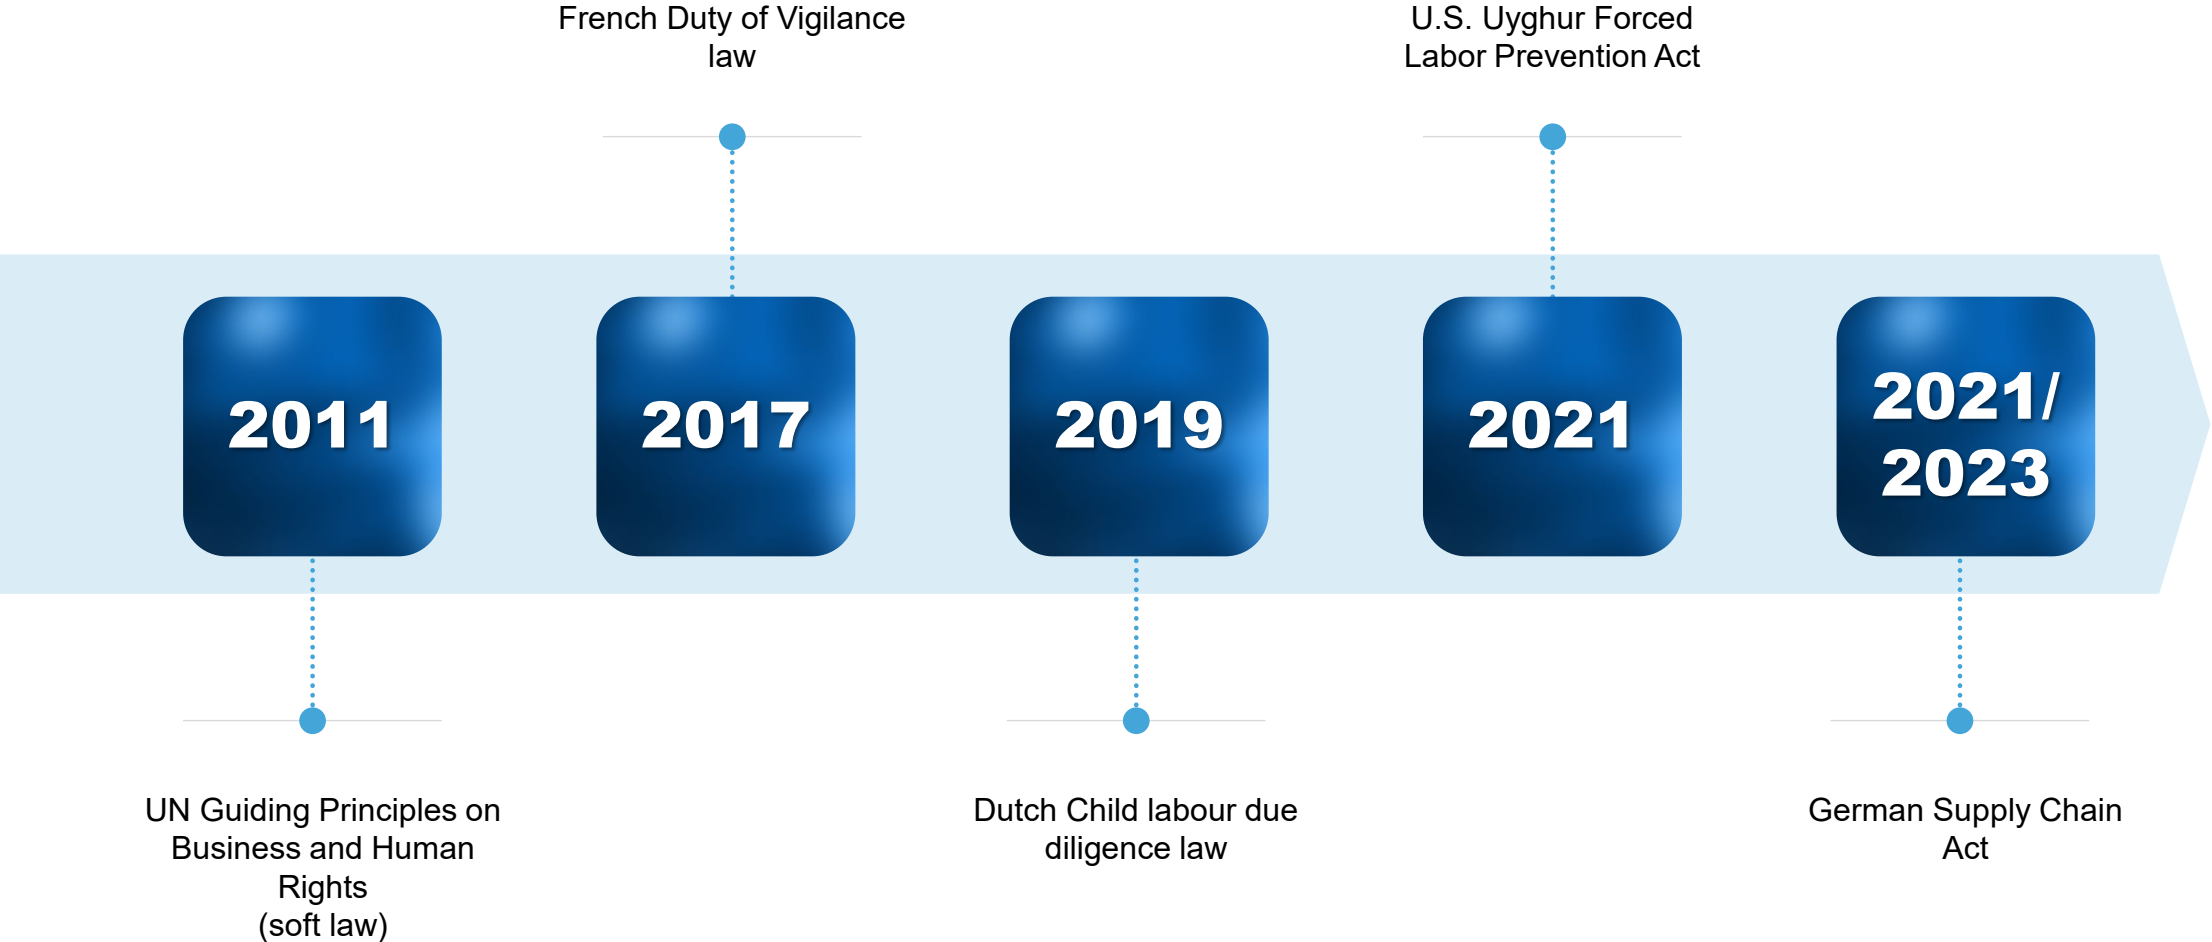 French Duty of Vigilance
law
U.S. Uyghur Forced
Labor Prevention Act
2011
2017
2019
2021
2021/
2023
UN Guiding Principles on
Business and Human
Rights
(soft law)
Dutch Child labour due
diligence law
German Supply Chain
Act